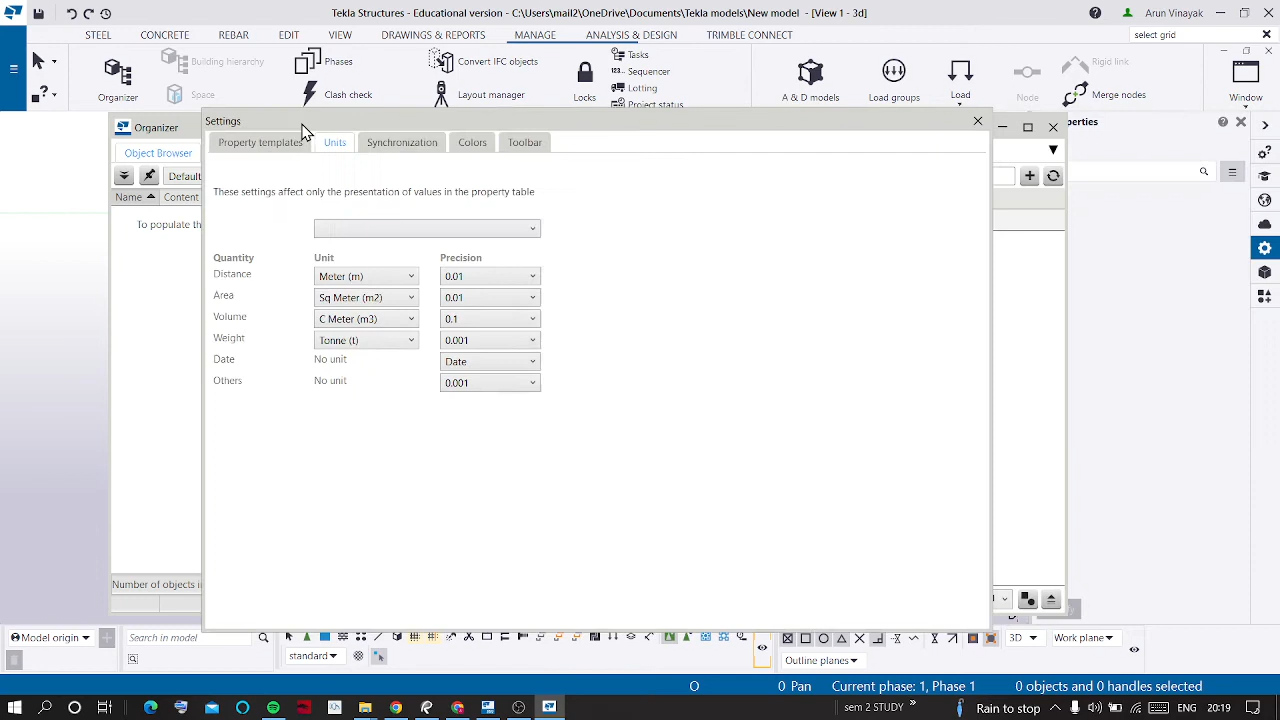 Tekla Structures - Educational version - C:\Users\mail2\OneDrive\Documents\Tekla models\New model - [View 1 - 3d]
Arun Vinayak
STEEL CONCRETE REBAR EDIT VIEW DRAWINGS & REPORTS MANAGE ANALYSIS & DESIGN TRIMBLE CONNECT select grid
Organizer
Building hierarchy
Space
Phases
Clash check
Convert IFC objects
Layout manager
Locks
Tasks
Sequencer
Lotting
Project status
A & D models
Load groups
Load
Node
Rigid link
Merge nodes
Window
Organizer
Object Browser
Default
Name Content
To populate th
Number of objects i
Settings
Property templates Units Synchronization Colors Toolbar
These settings affect only the presentation of values in the property table
Quantity Unit Precision
Distance Meter (m) 0.01
Area Sq Meter (m2) 0.01
Volume C Meter (m3) 0.1
Weight Tonne (t) 0.001
Date No unit Date
Others No unit 0.001
perties
Model origin Search in model
3D Work plane
standard
Outline planes
O 0 Pan Current phase: 1, Phase 1 0 objects and 0 handles selected
sem 2 STUDY Rain to stop ENG 20:19